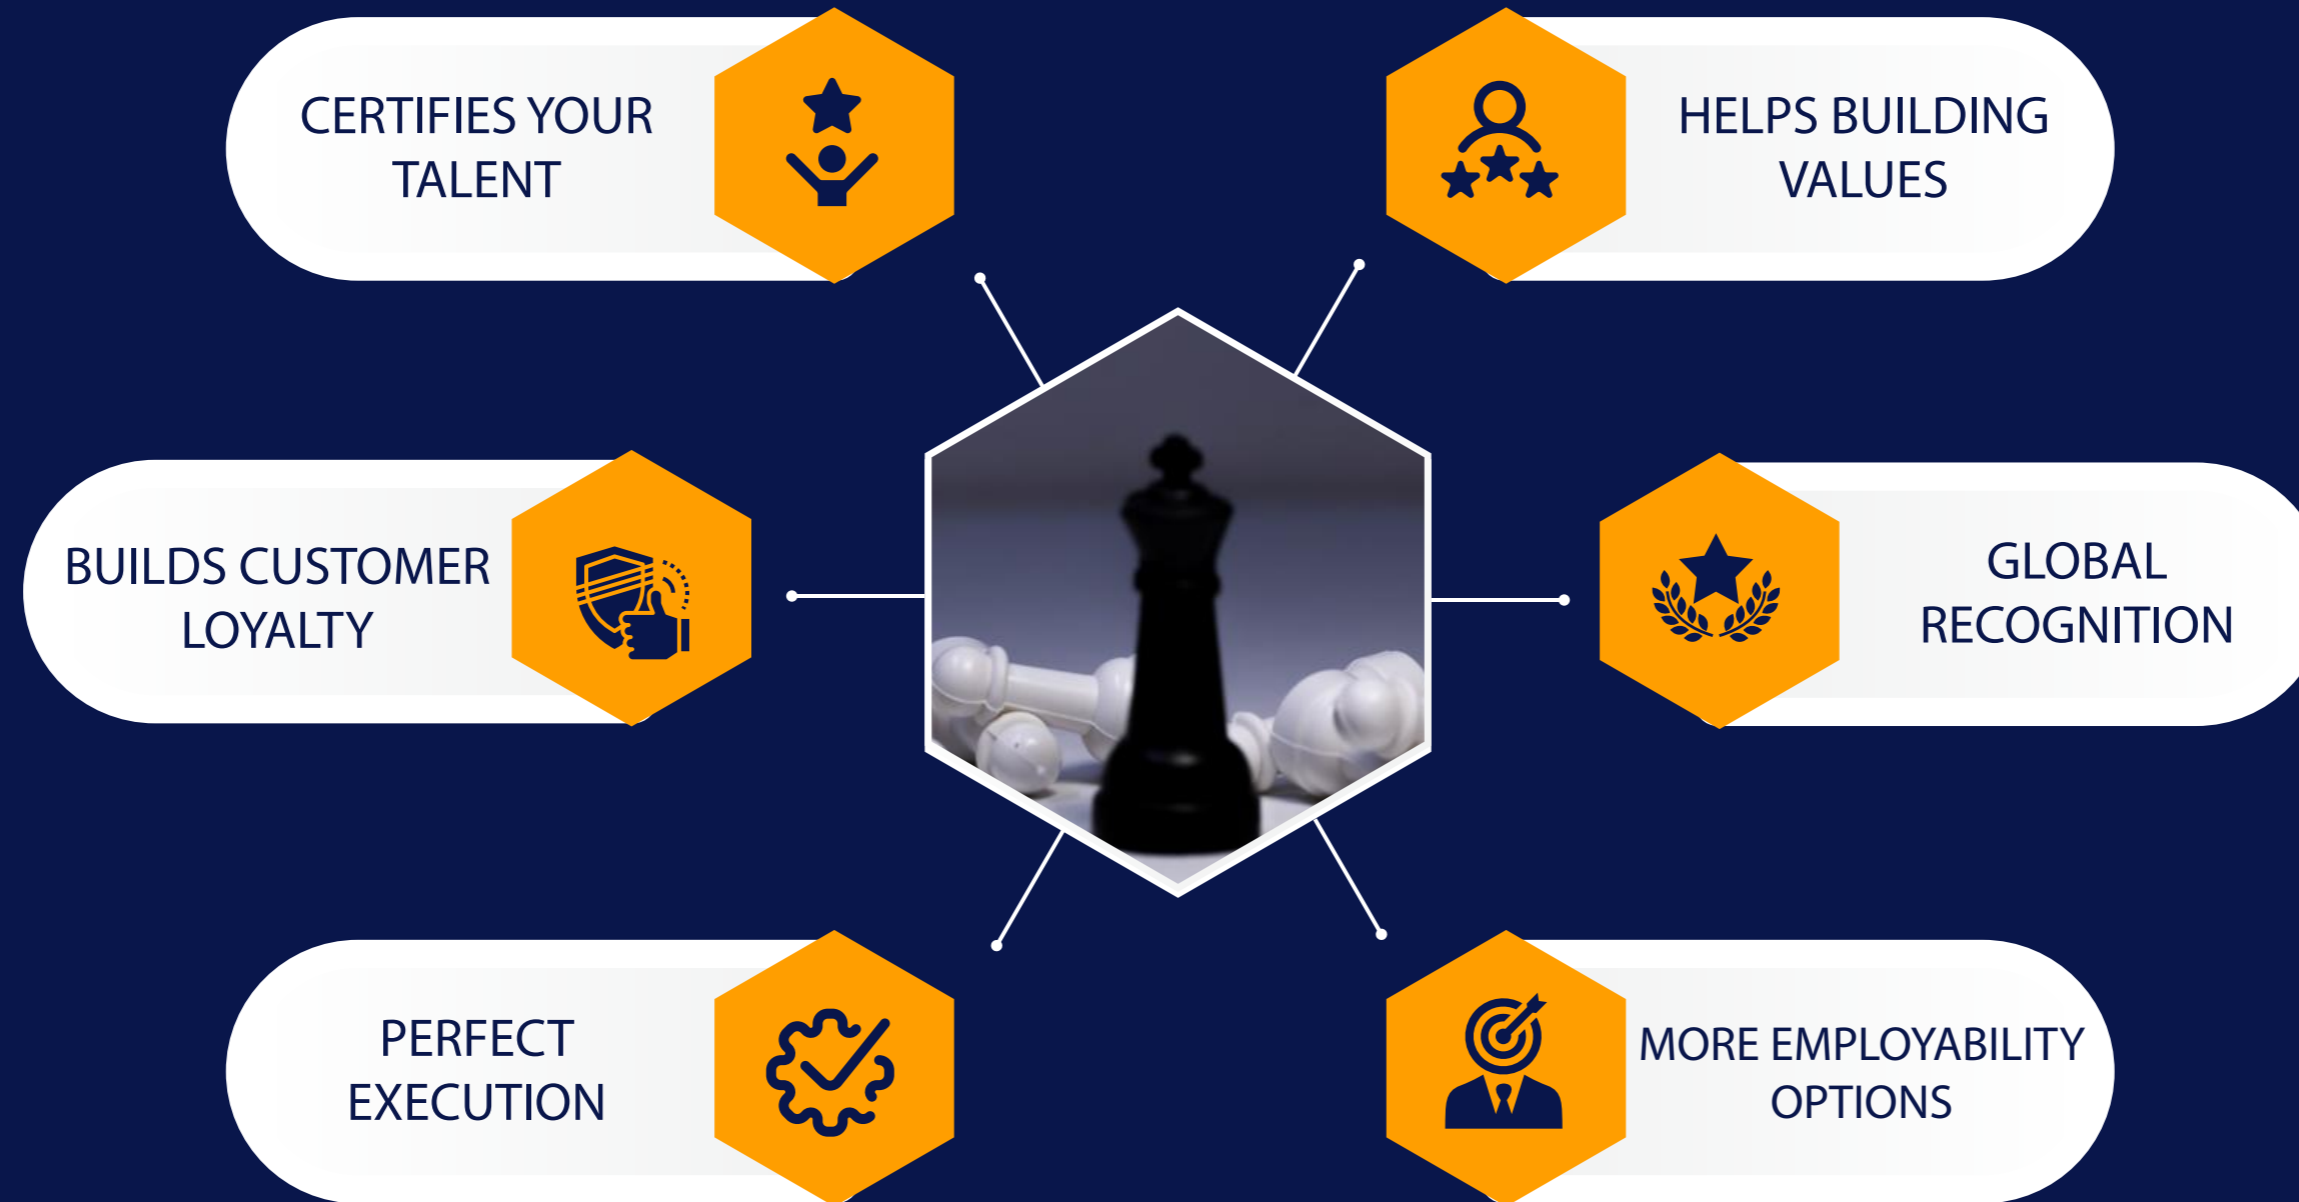 CERTIFIES YOUR
TALENT
HELPS BUILDING
VALUES
BUILDS CUSTOMER
LOYALTY
GLOBAL
RECOGNITION
PERFECT
EXECUTION
MORE EMPLOYABILITY
OPTIONS